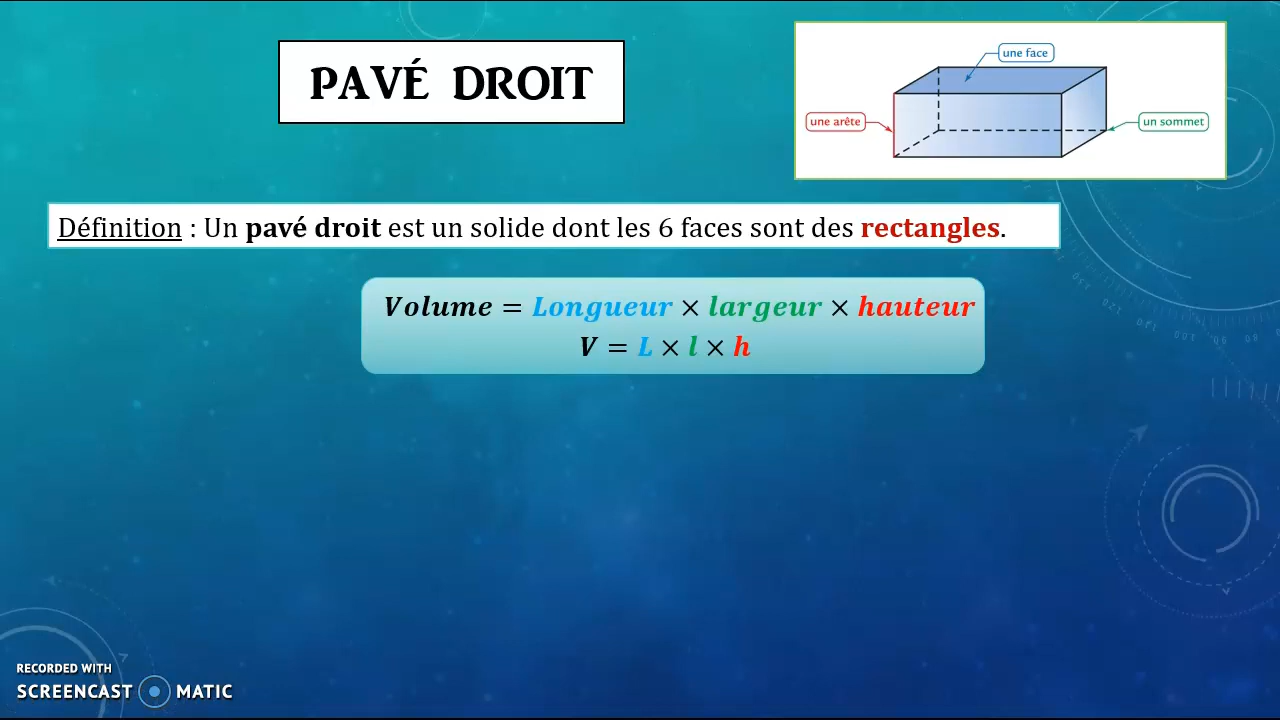 PAVÉ DROIT
une face
une arête
un sommet
Définition : Un pavé droit est un solide dont les 6 faces sont des rectangles.
Volume = Longueur × largeur × hauteur
V = L × l × h
RECORDED WITH
SCREENCAST MATIC